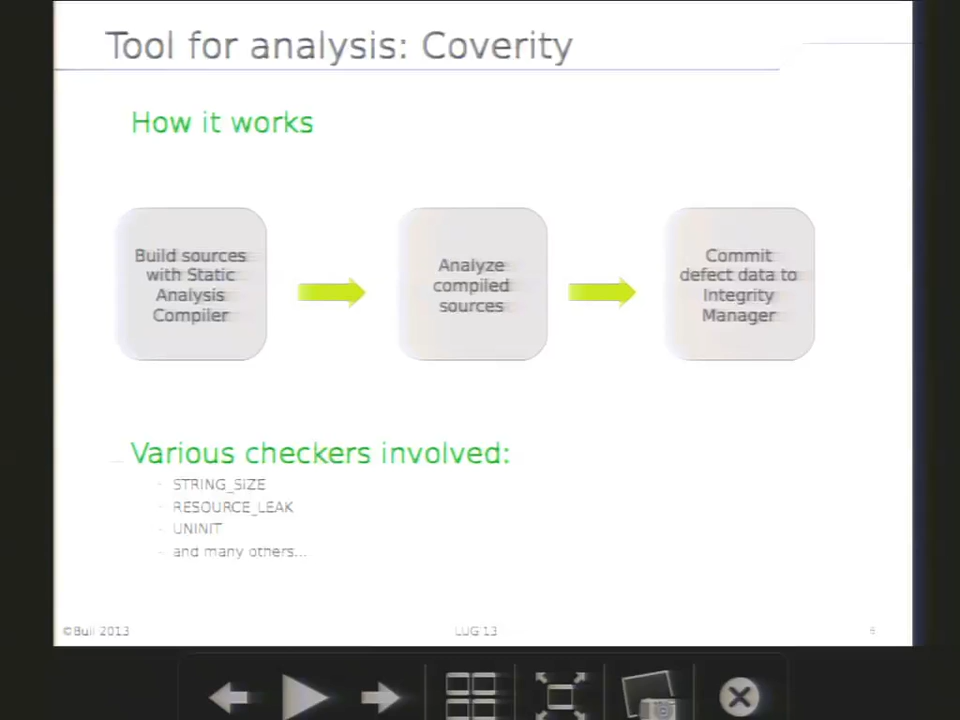 Tool for analysis: Coverity
How it works
Build sources
with Static
Analysis
Compiler
Analyze
compiled
sources
Commit
defect data to
Integrity
Manager
Various checkers involved:
- STRING_SIZE
- RESOURCE_LEAK
- UNINIT
- and many others...
©Bull 2013
LUG'13
6